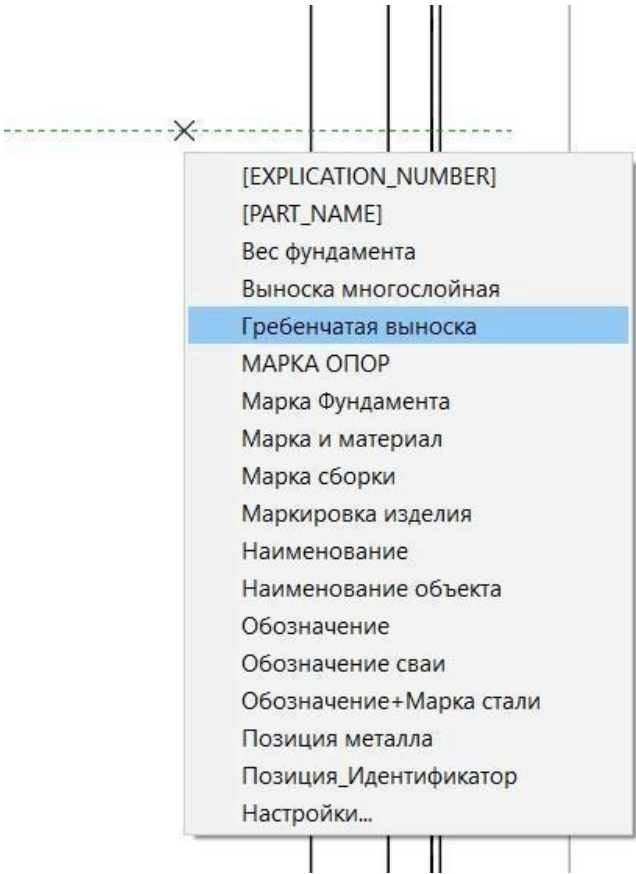 [EXPLICATION_NUMBER]
[PART_NAME]
Вес фундамента
Выноска многослойная
Гребенчатая выноска
МАРКА ОПОР
Марка Фундамента
Марка и материал
Марка сборки
Маркировка изделия
Наименование
Наименование объекта
Обозначение
Обозначение сваи
Обозначение+Марка стали
Позиция металла
Позиция_Идентификатор
Настройки...